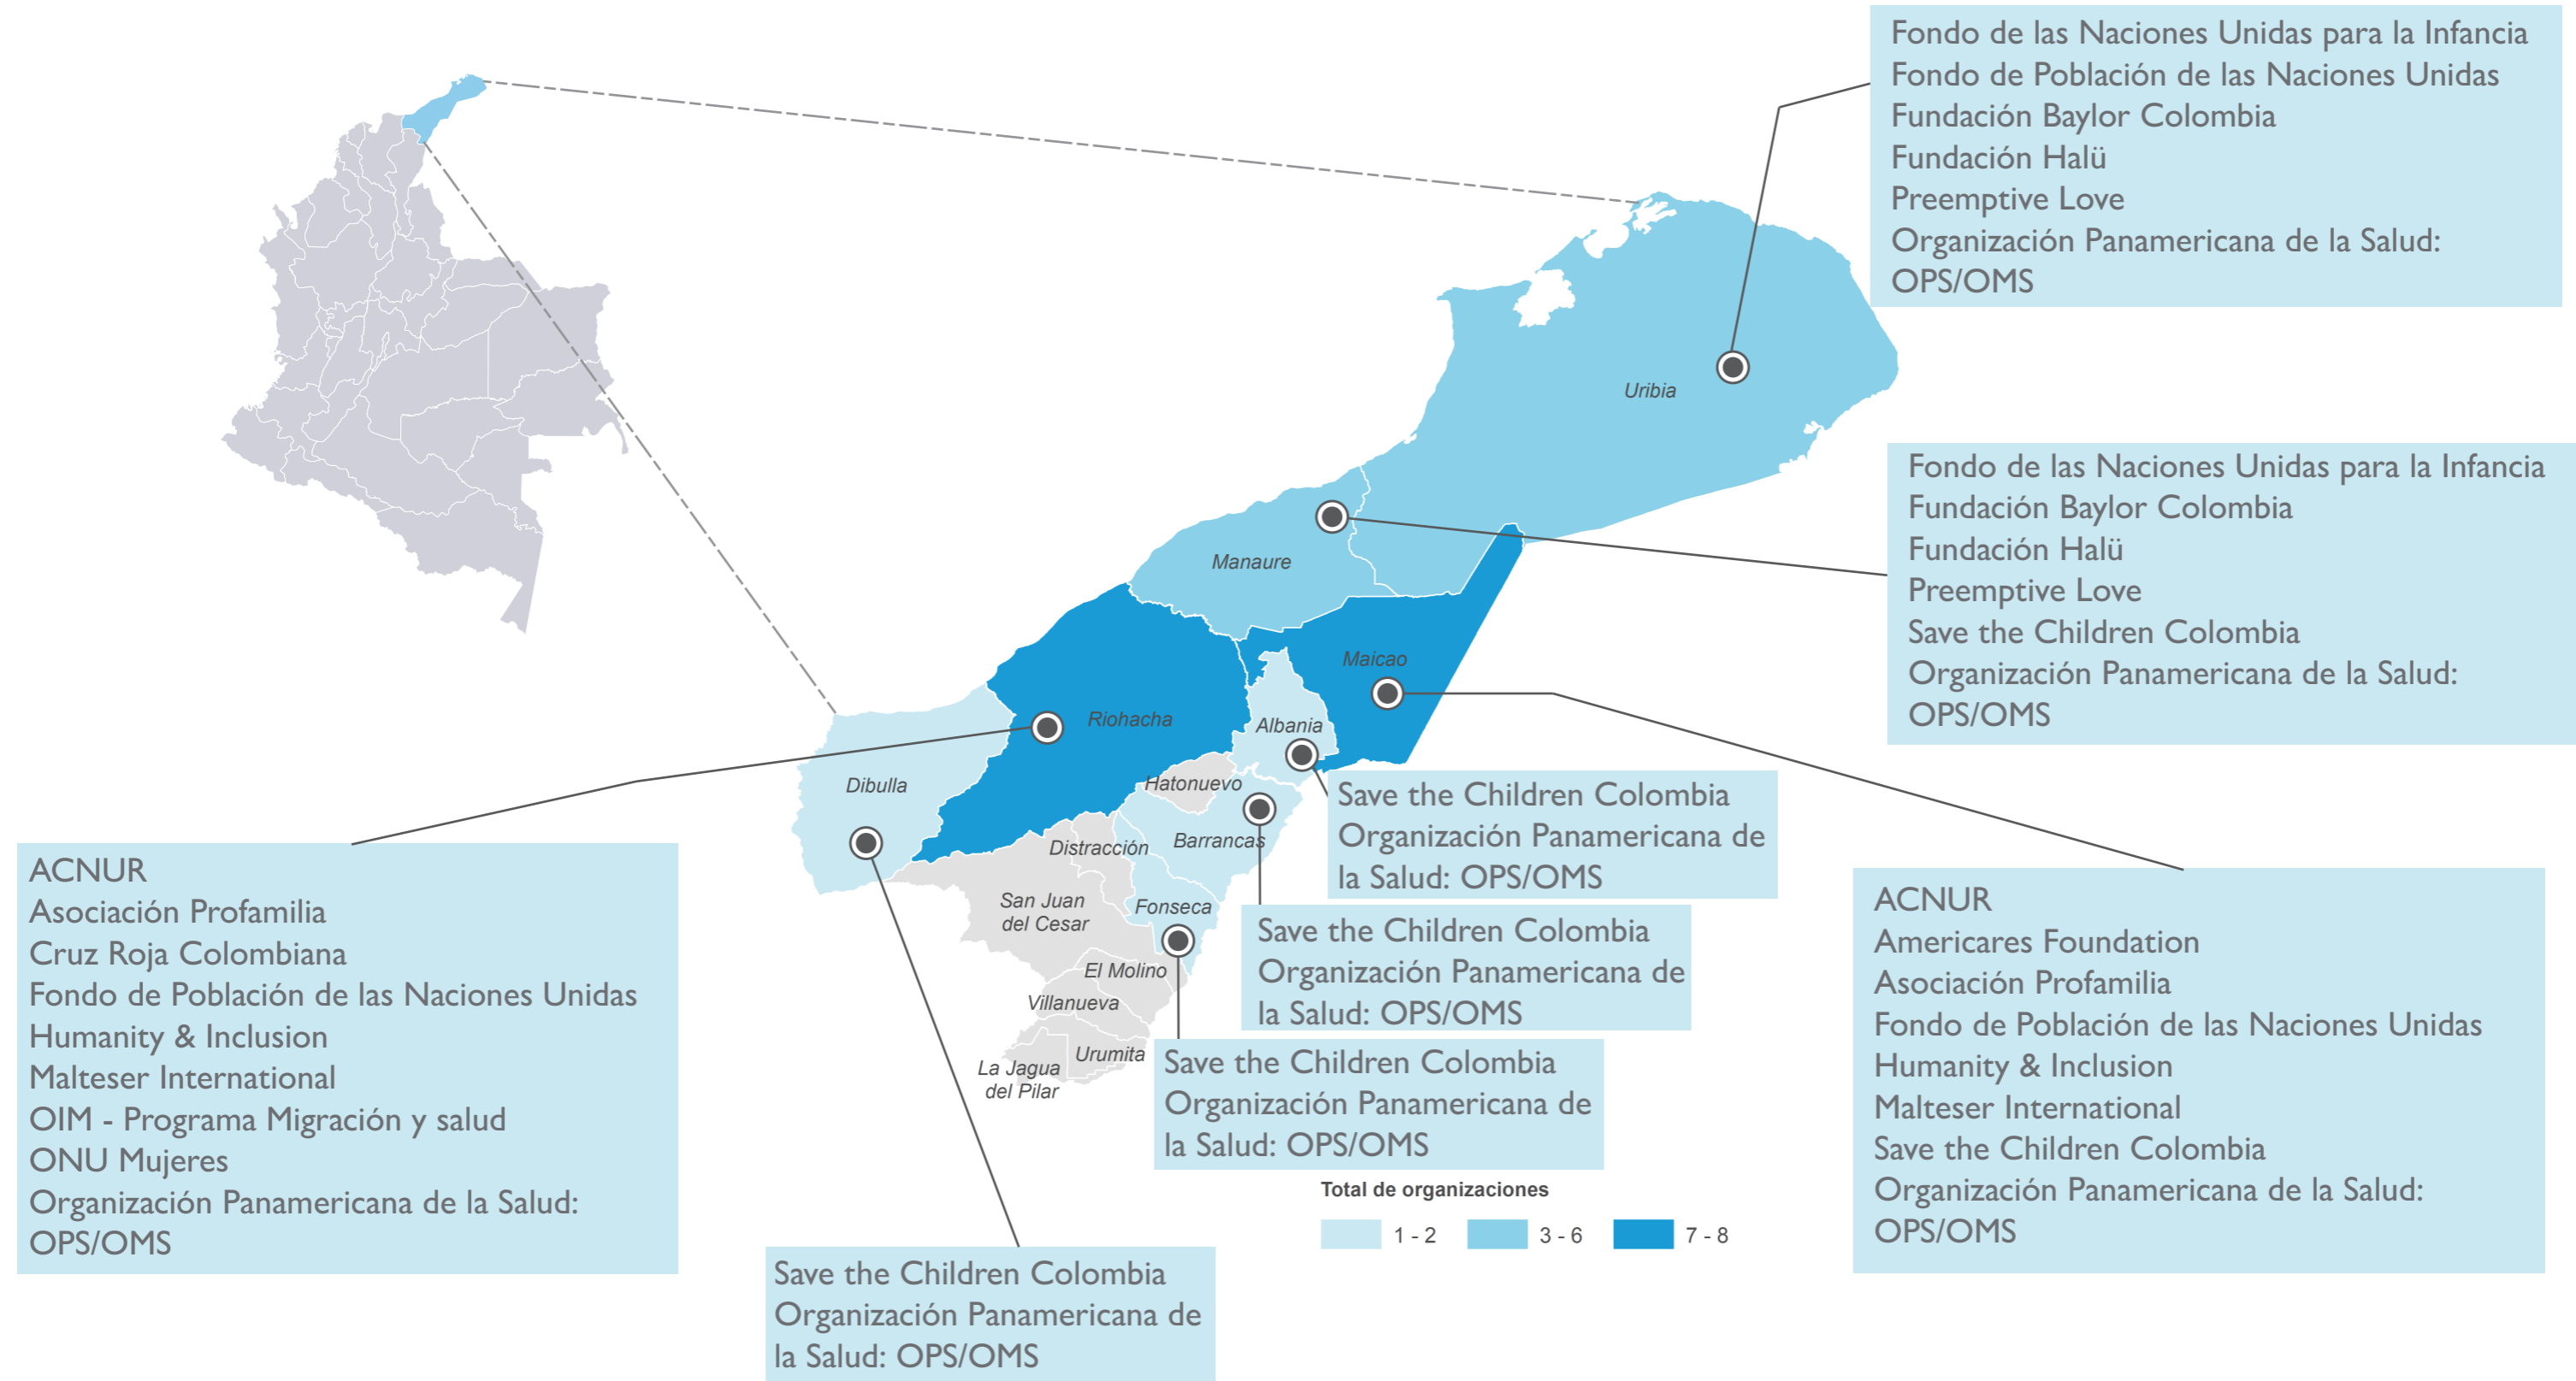 Fondo de las Naciones Unidas para la Infancia
Fondo de Población de las Naciones Unidas
Fundación Baylor Colombia
Fundación Halü
Preemptive Love
Organización Panamericana de la Salud:
OPS/OMS
Uribia
Fondo de las Naciones Unidas para la Infancia
Fundación Baylor Colombia
Fundación Halü
Preemptive Love
Save the Children Colombia
Organización Panamericana de la Salud:
OPS/OMS
Manaure
Maicao
Riohacha
Albania
Dibulla
Hatonuevo
Barrancas
Distracción
San Juan
del Cesar
Fonseca
El Molino
Villanueva
Urumita
La Jagua
del Pilar
Save the Children Colombia
Organización Panamericana de
la Salud: OPS/OMS
Save the Children Colombia
Organización Panamericana de
la Salud: OPS/OMS
Save the Children Colombia
Organización Panamericana de
la Salud: OPS/OMS
ACNUR
Asociación Profamilia
Cruz Roja Colombiana
Fondo de Población de las Naciones Unidas
Humanity & Inclusion
Malteser International
OIM - Programa Migración y salud
ONU Mujeres
Organización Panamericana de la Salud:
OPS/OMS
ACNUR
Americares Foundation
Asociación Profamilia
Fondo de Población de las Naciones Unidas
Humanity & Inclusion
Malteser International
Save the Children Colombia
Organización Panamericana de la Salud:
OPS/OMS
Total de organizaciones
1 - 2
3 - 6
7 - 8
Save the Children Colombia
Organización Panamericana de
la Salud: OPS/OMS